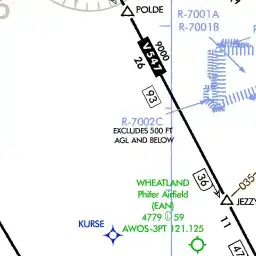 POLDE
R-7001A
R-7001B
9000
V547
26
93
R-7002C
EXCLUDES 500 FT
AGL AND BELOW
WHEATLAND
Phifer Airfield
(EAN)
4779 L 59
AWOS-3PT 121.125
36
035
JEZZY
11
KURSE
47